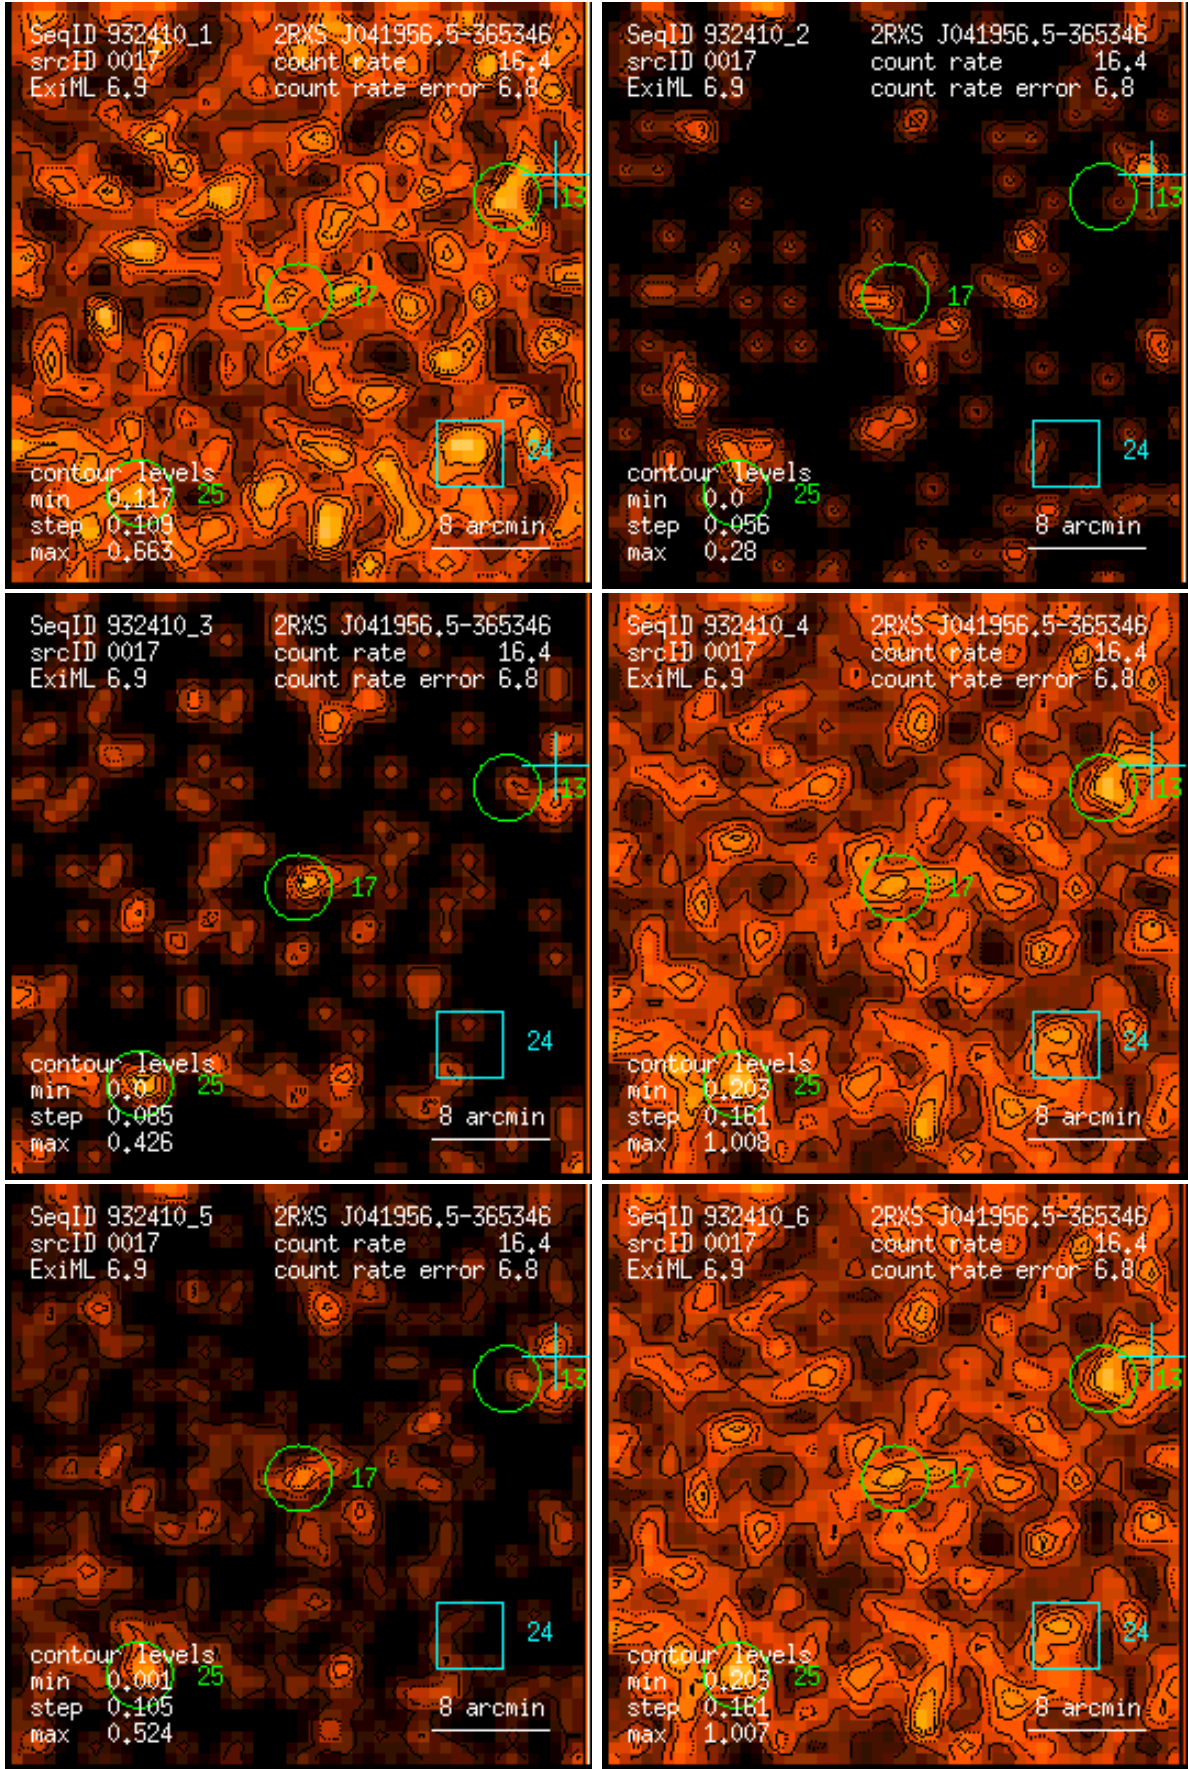 SeqID 932410_1 2RXS J041956.5-365346
srcID 0017 count rate 16.4
ExiML 6.9 count rate error 6.8
13
17
24
contour levels
min 0.117 25
step 0.109 8 arcmin
max 0.663
SeqID 932410_2 2RXS J041956.5-365346
srcID 0017 count rate 16.4
ExiML 6.9 count rate error 6.8
13
17
24
contour levels
min 0.0 25
step 0.056 8 arcmin
max 0.28
SeqID 932410_3 2RXS J041956.5-365346
srcID 0017 count rate 16.4
ExiML 6.9 count rate error 6.8
13
17
24
contour levels
min 0.0 25
step 0.085 8 arcmin
max 0.426
SeqID 932410_4 2RXS J041956.5-365346
srcID 0017 count rate 16.4
ExiML 6.9 count rate error 6.8
13
17
24
contour levels
min 0.203 25
step 0.161 8 arcmin
max 1.008
SeqID 932410_5 2RXS J041956.5-365346
srcID 0017 count rate 16.4
ExiML 6.9 count rate error 6.8
13
17
24
contour levels
min 0.001 25
step 0.105 8 arcmin
max 0.524
SeqID 932410_6 2RXS J041956.5-365346
srcID 0017 count rate 16.4
ExiML 6.9 count rate error 6.8
13
17
24
contour levels
min 0.203 25
step 0.161 8 arcmin
max 1.007